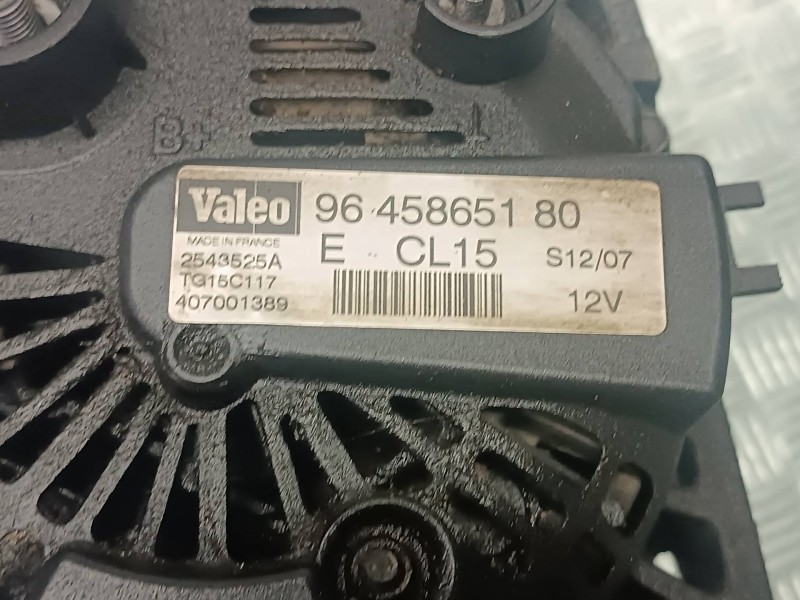 B+
Valeo 96 458651 80
MADE IN FRANCE E CL15 S12/07
2543525A
TG15C117
407001389 12V